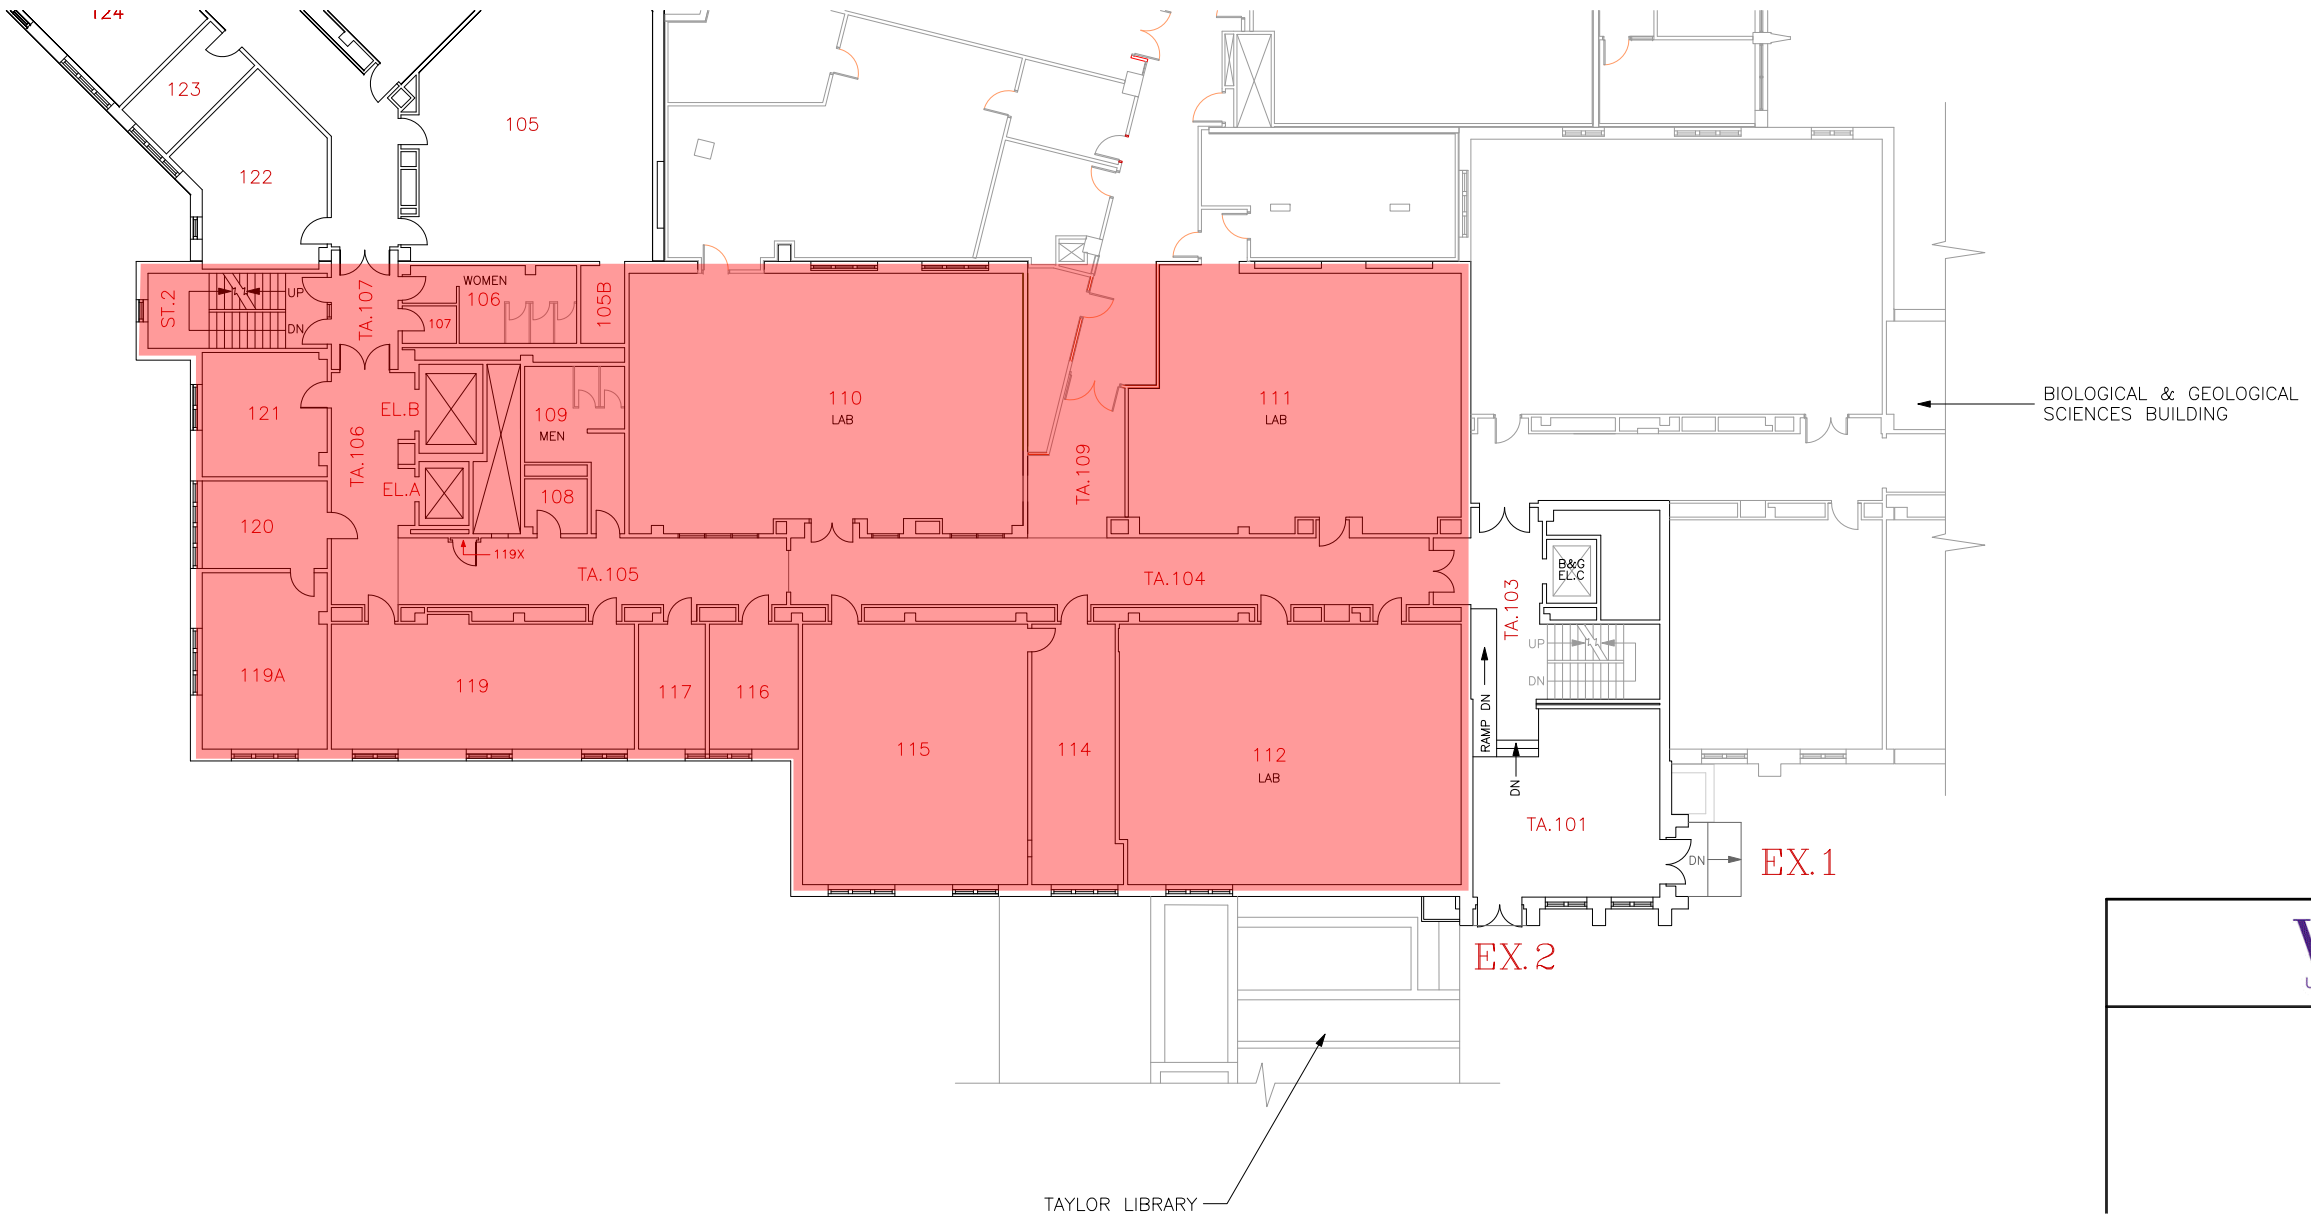 124
123
105
122
WOMEN
106
105B
107
ST.2
UP
DN
TA.107
121
EL.B
109
MEN
110
LAB
111
LAB
BIOLOGICAL & GEOLOGICAL
SCIENCES BUILDING
TA.106
EL.A
108
TA.109
120
119X
TA.105
TA.104
B&G
EL.C
TA.103
UP
DN
119A
119
117
116
115
114
112
LAB
RAMP DN
DN
TA.101
DN
EX.1
EX.2
TAYLOR LIBRARY